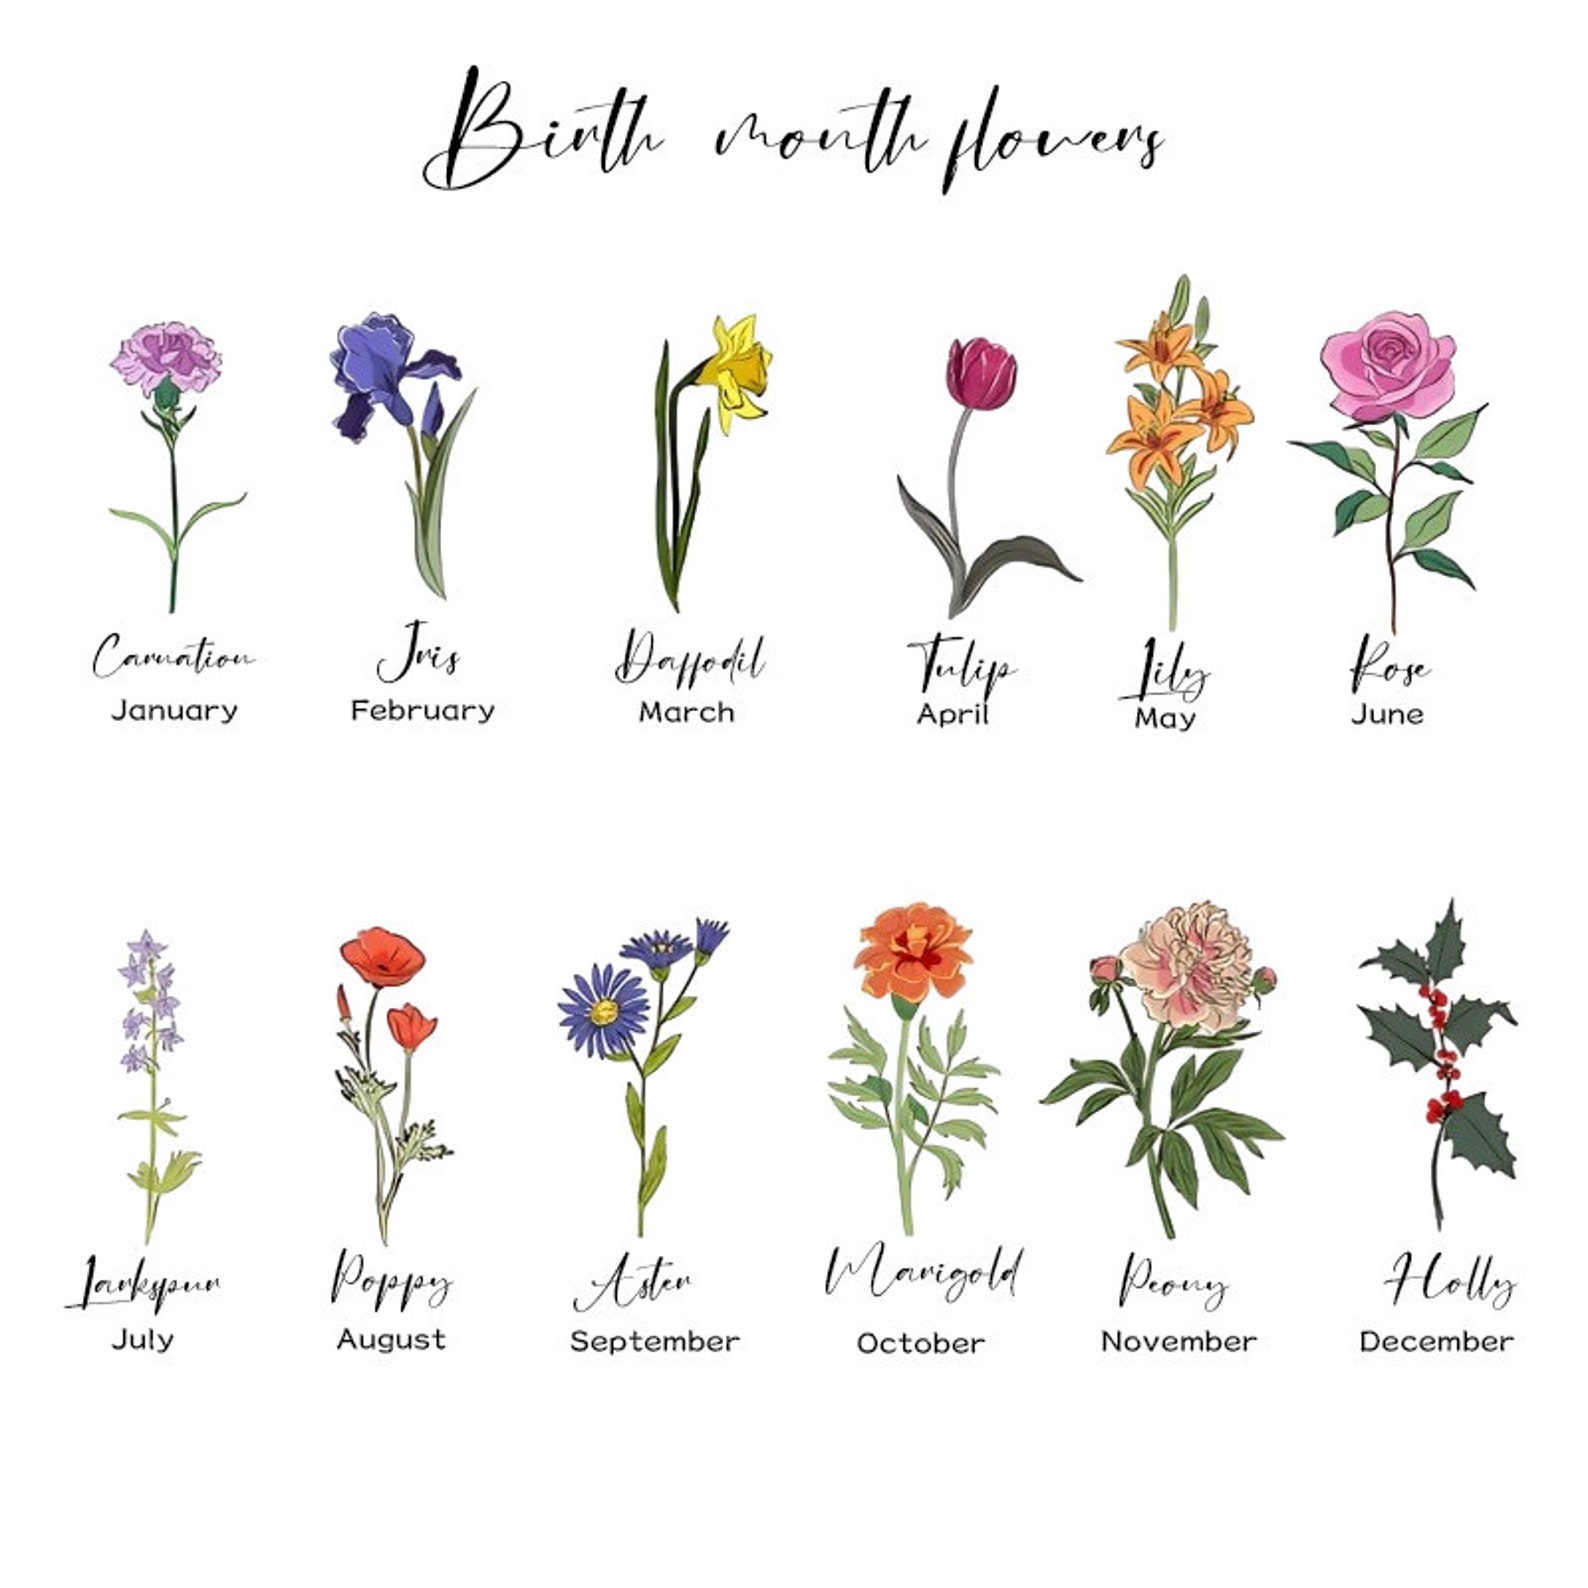 Birth month flowers
Carnation
January
Iris
February
Daffodil
March
Tulip
April
Lily
May
Rose
June
Larkspur
July
Poppy
August
Aster
September
Marigold
October
Peony
November
Holly
December